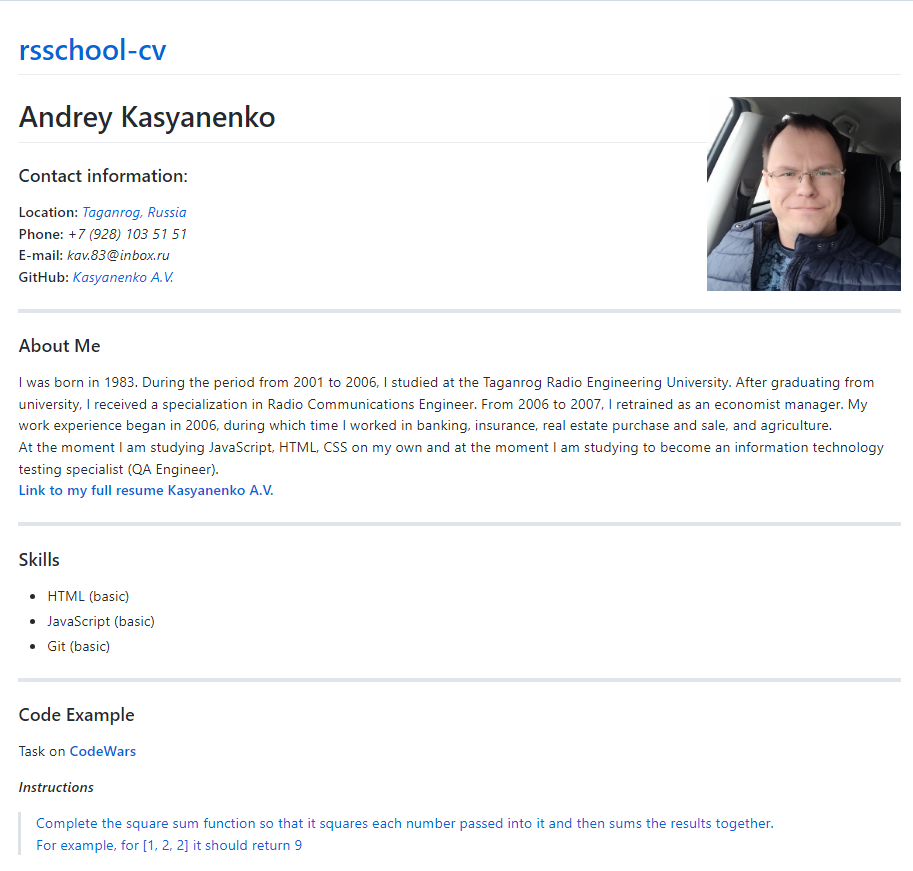 rsschool-cv
Andrey Kasyanenko
Contact information:
Location: Taganrog, Russia
Phone: +7 (928) 103 51 51
E-mail: kav.83@inbox.ru
GitHub: Kasyanenko A.V.
About Me
I was born in 1983. During the period from 2001 to 2006, I studied at the Taganrog Radio Engineering University. After graduating from
university, I received a specialization in Radio Communications Engineer. From 2006 to 2007, I retrained as an economist manager. My
work experience began in 2006, during which time I worked in banking, insurance, real estate purchase and sale, and agriculture.
At the moment I am studying JavaScript, HTML, CSS on my own and at the moment I am studying to become an information technology
testing specialist (QA Engineer).
Link to my full resume Kasyanenko A.V.
Skills
• HTML (basic)
• JavaScript (basic)
• Git (basic)
Code Example
Task on CodeWars
Instructions
Complete the square sum function so that it squares each number passed into it and then sums the results together.
For example, for [1, 2, 2] it should return 9